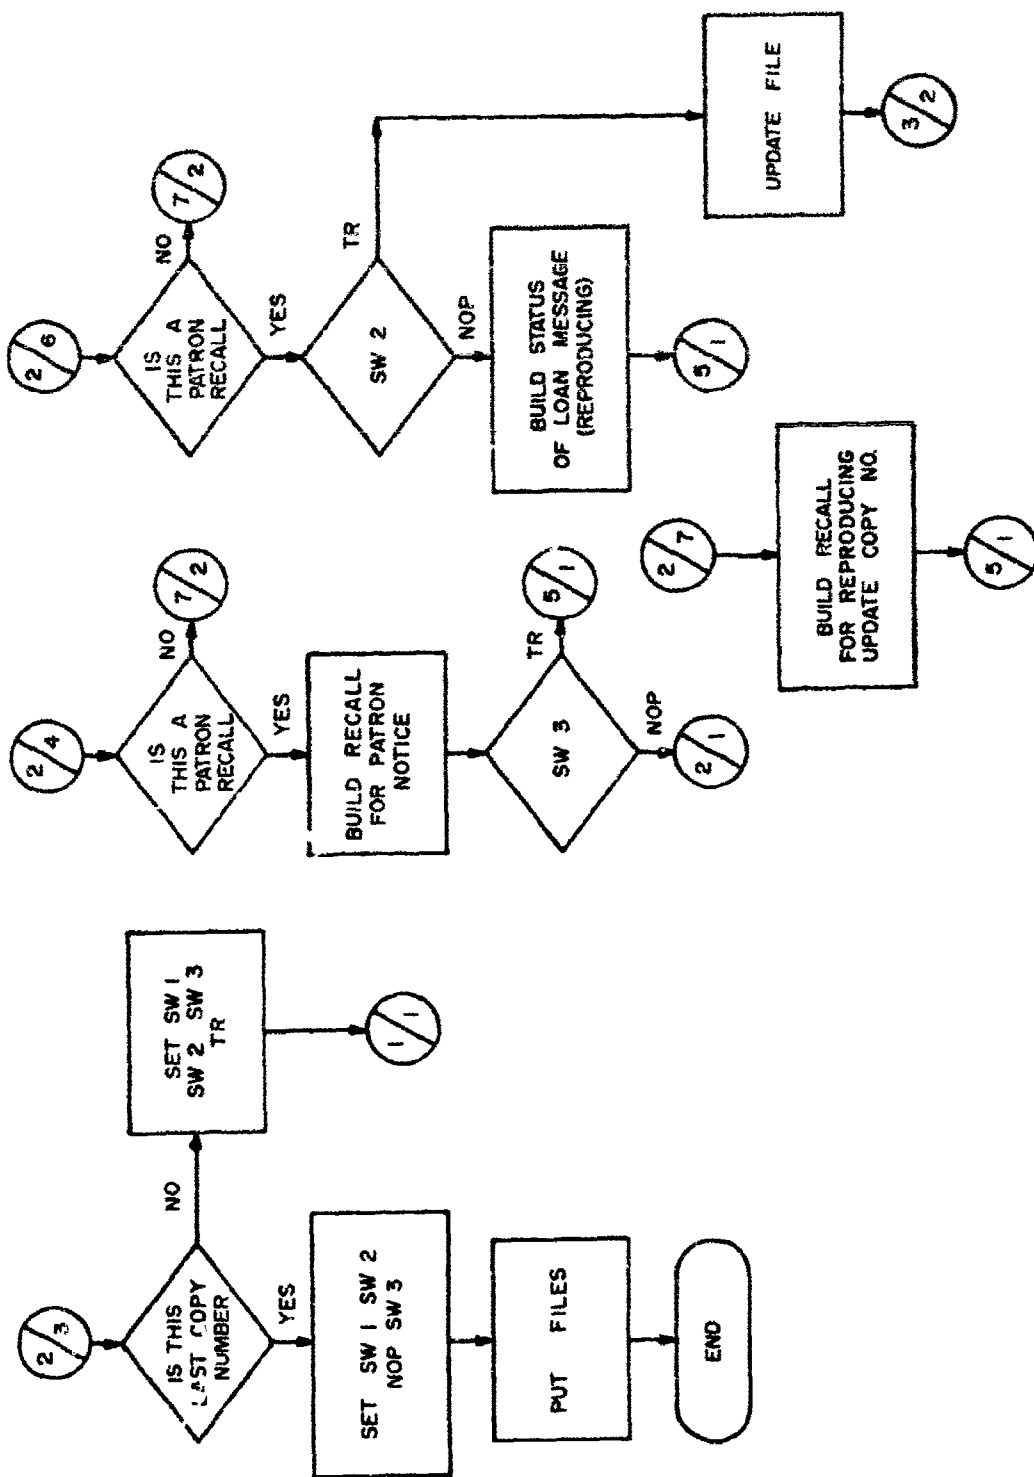 2/3
IS THIS
LAST COPY
NUMBER
NO
SET SW 1
SW 2 SW 3
TR
1/1
YES
SET SW 1 SW 2
NOP SW 3
PUT FILES
END
2/4
IS
THIS A
PATRON
RECALL
NO
7/2
YES
BUILD RECALL
FOR PATRON
NOTICE
SW 3
TR
5/1
NOP
2/1
2/6
IS
THIS A
PATRON
RECALL
NO
7/2
YES
SW 2
TR
UPDATE FILE
3/2
NOP
BUILD STATUS
OF LOAN MESSAGE
(REPRODUCING)
5/1
2/7
BUILD RECALL
FOR REPRODUCING
UPDATE COPY NO.
5/1